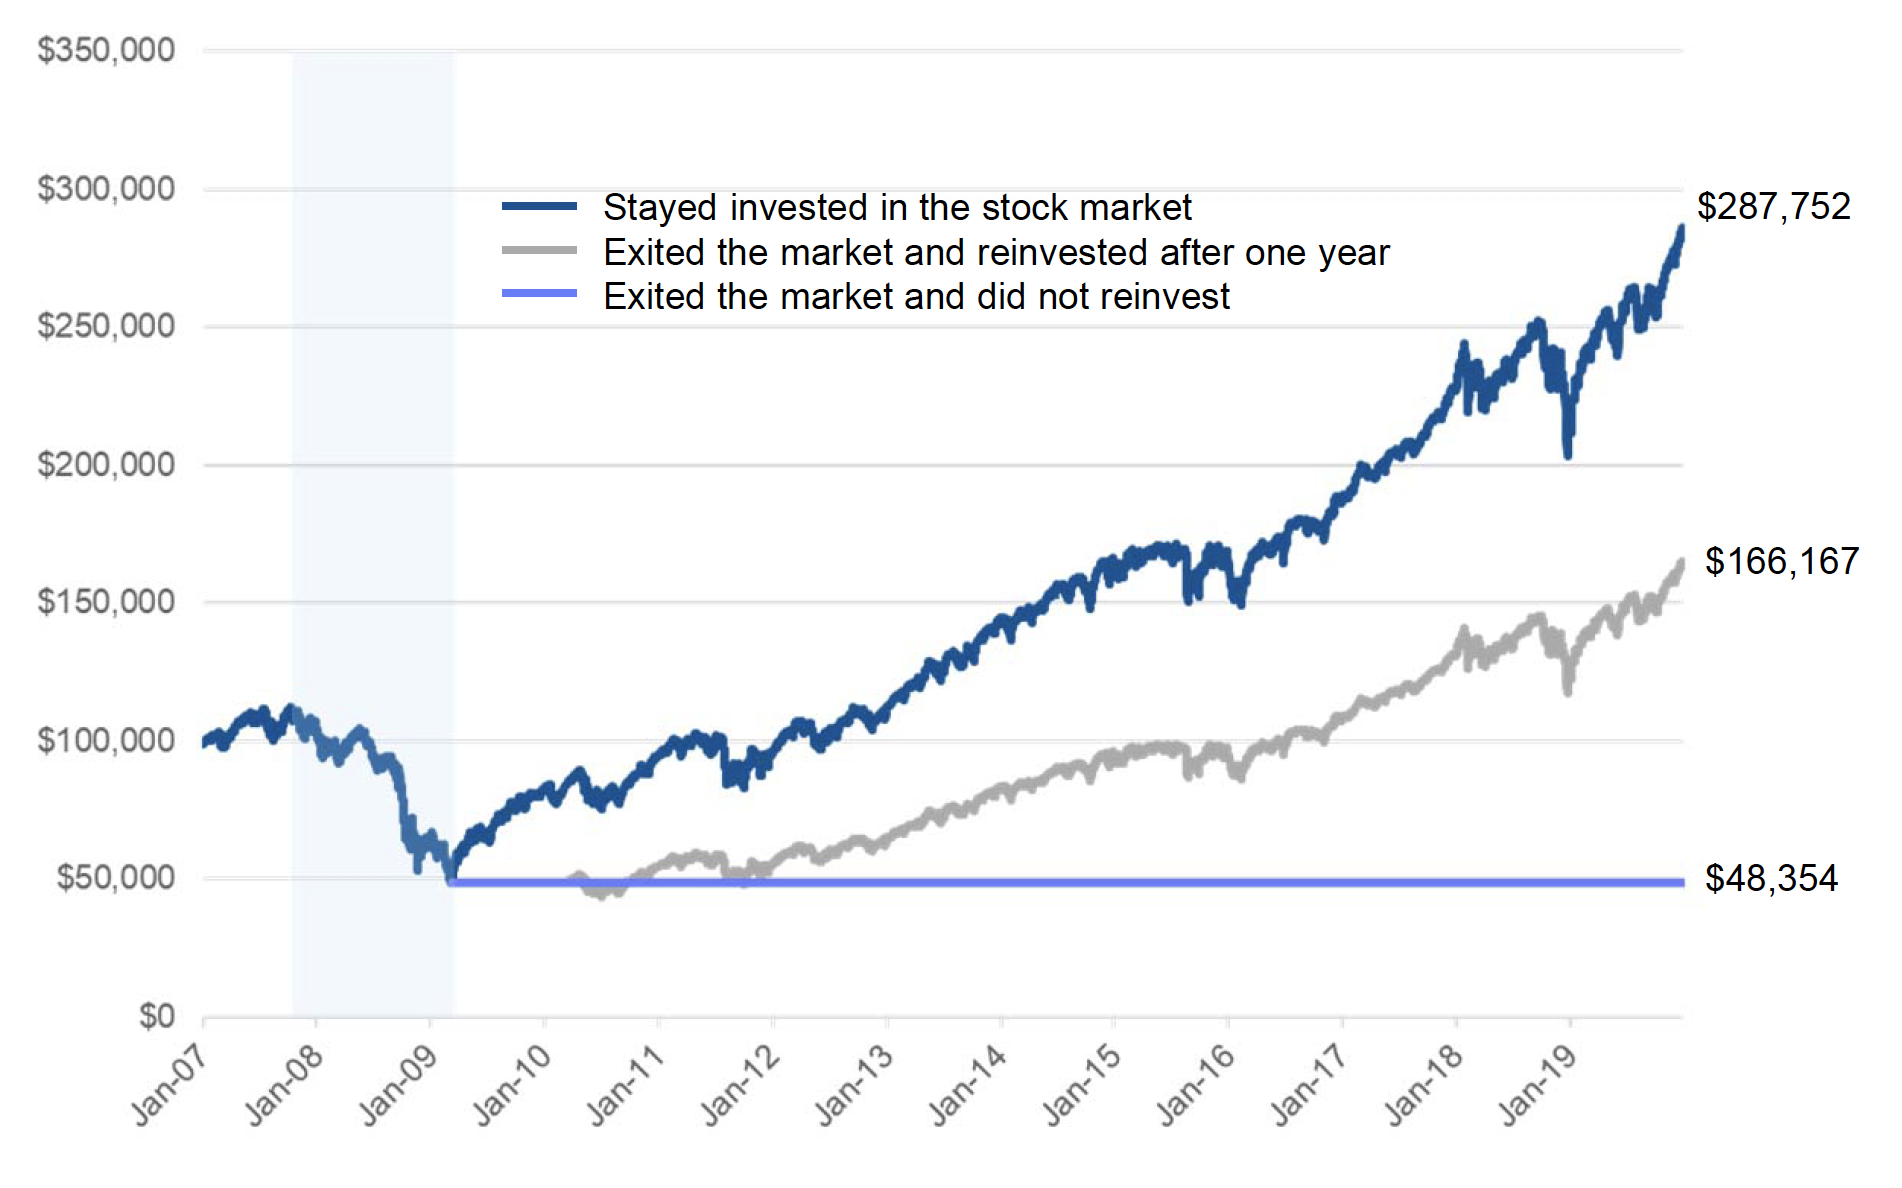 $350,000
$300,000
$250,000
$200,000
$150,000
$100,000
$50,000
$0
Stayed invested in the stock market
Exited the market and reinvested after one year
Exited the market and did not reinvest
$287,752
$166,167
$48,354
Jan-07
Jan-08
Jan-09
Jan-10
Jan-11
Jan-12
Jan-13
Jan-14
Jan-15
Jan-16
Jan-17
Jan-18
Jan-19